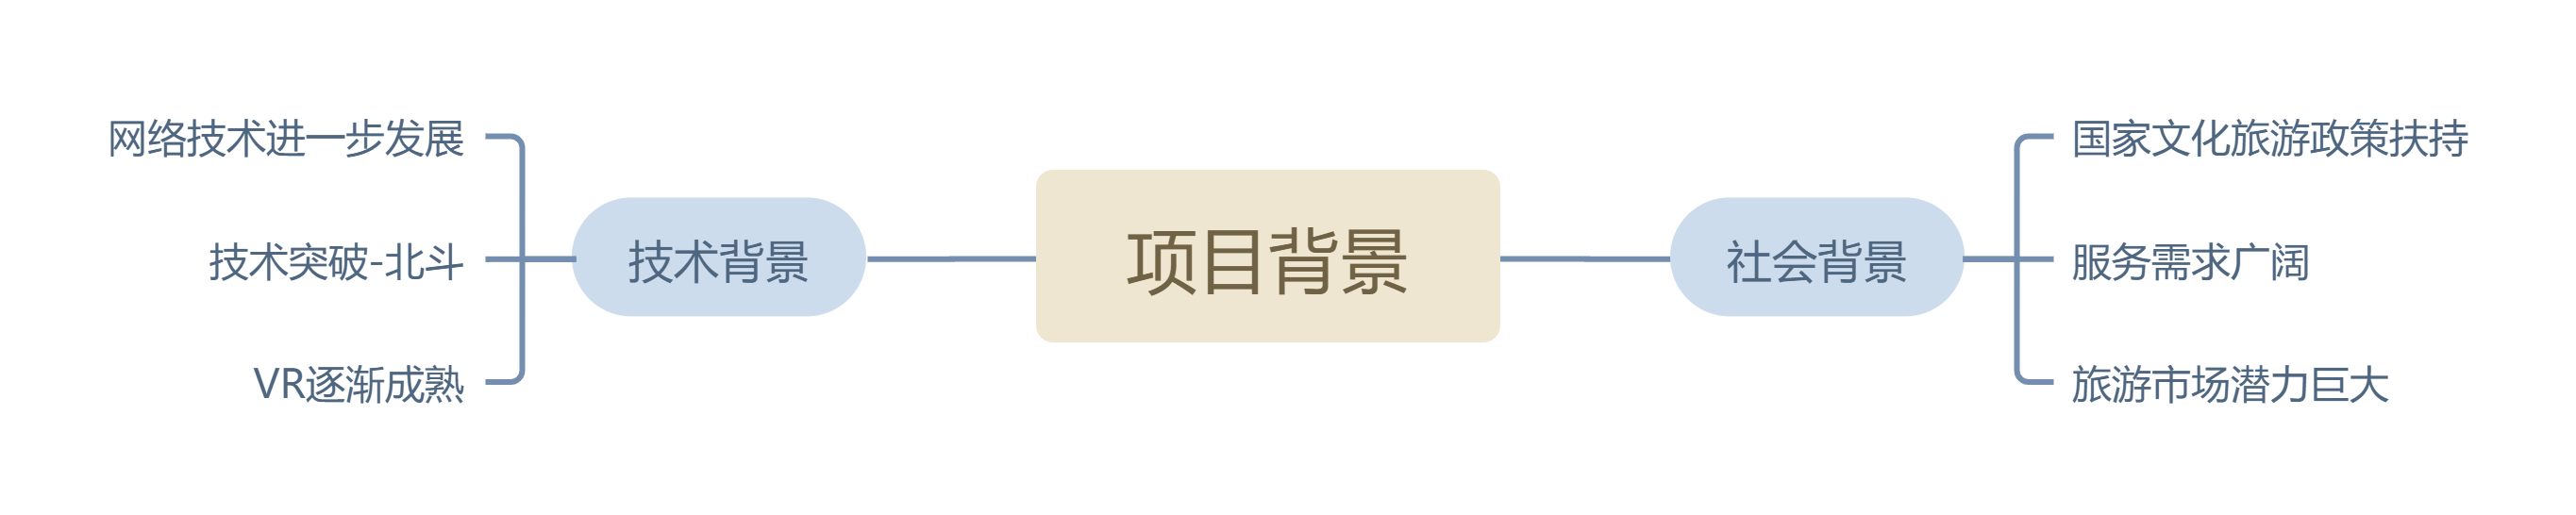 项目背景
技术背景
网络技术进一步发展
技术突破-北斗
VR逐渐成熟
社会背景
国家文化旅游政策扶持
服务需求广阔
旅游市场潜力巨大